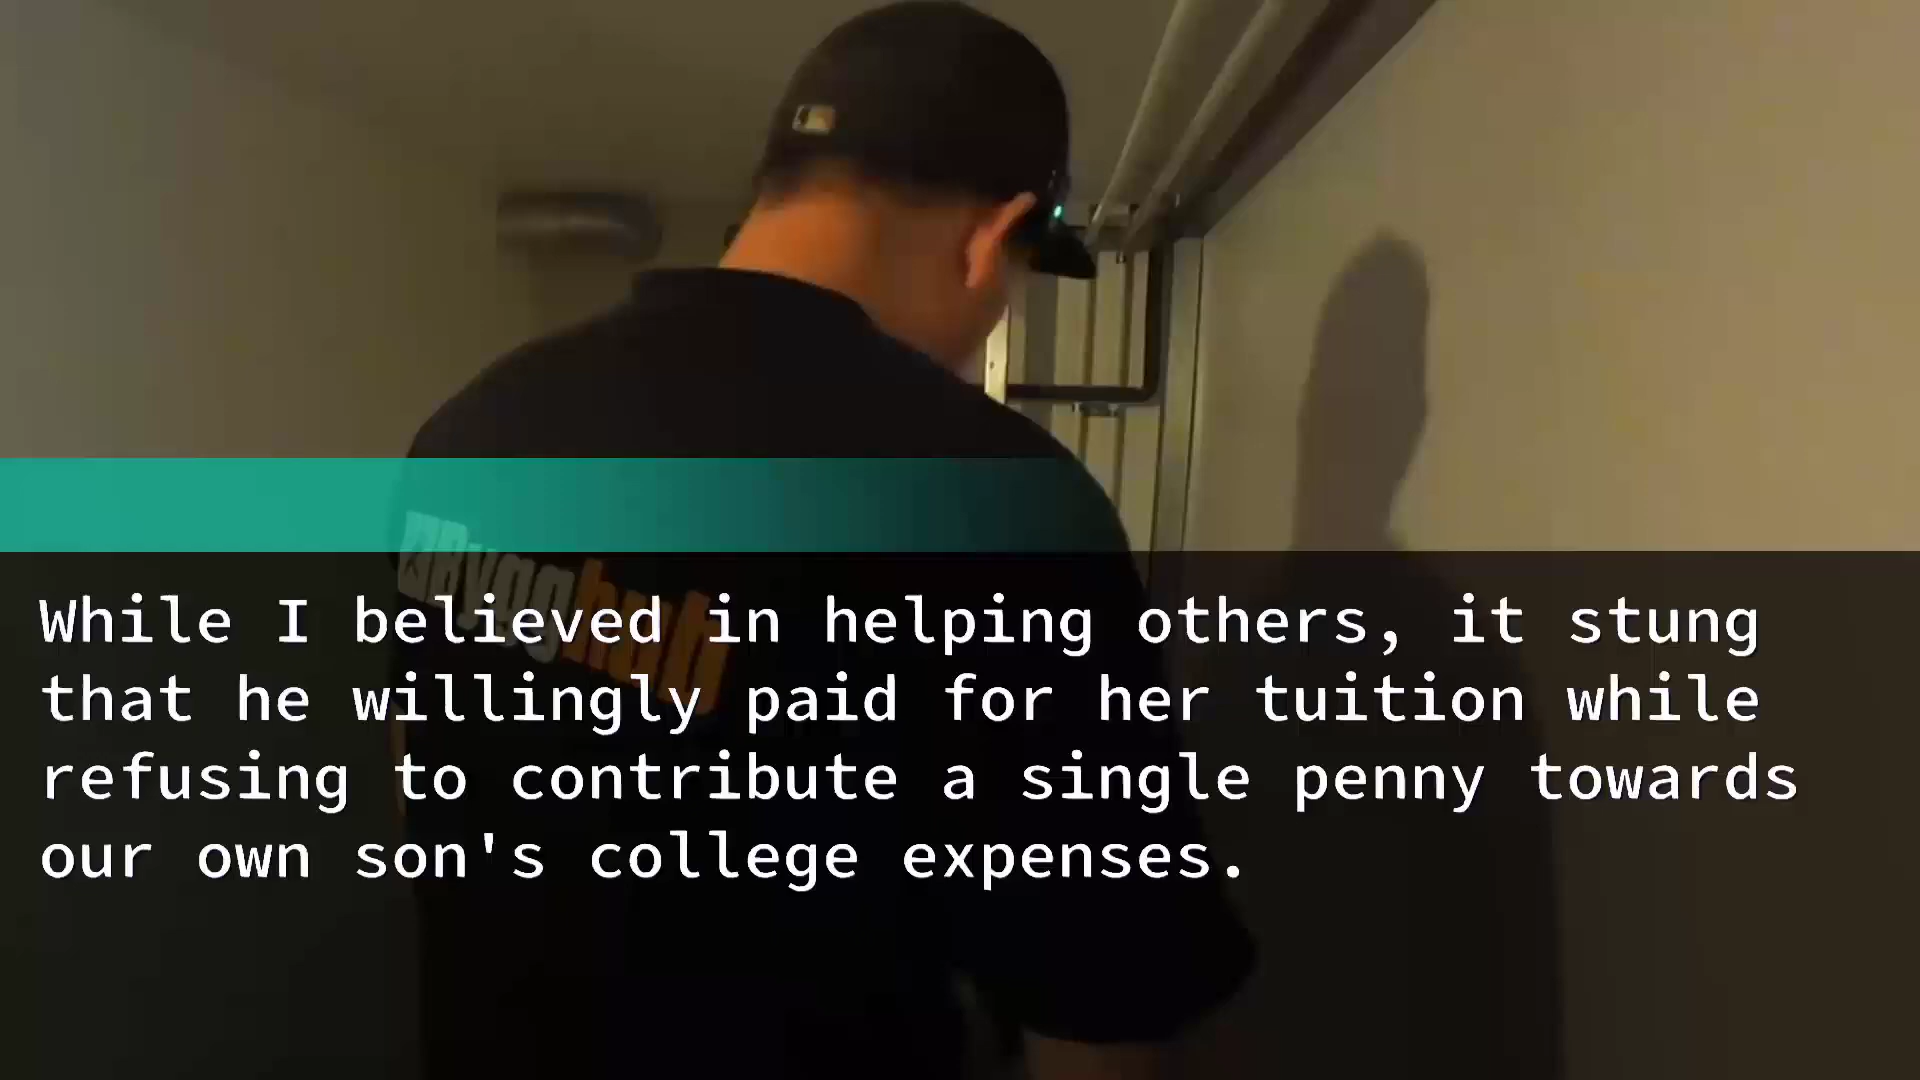 Bygghub
While I believed in helping others, it stung
that he willingly paid for her tuition while
refusing to contribute a single penny towards
our own son's college expenses.